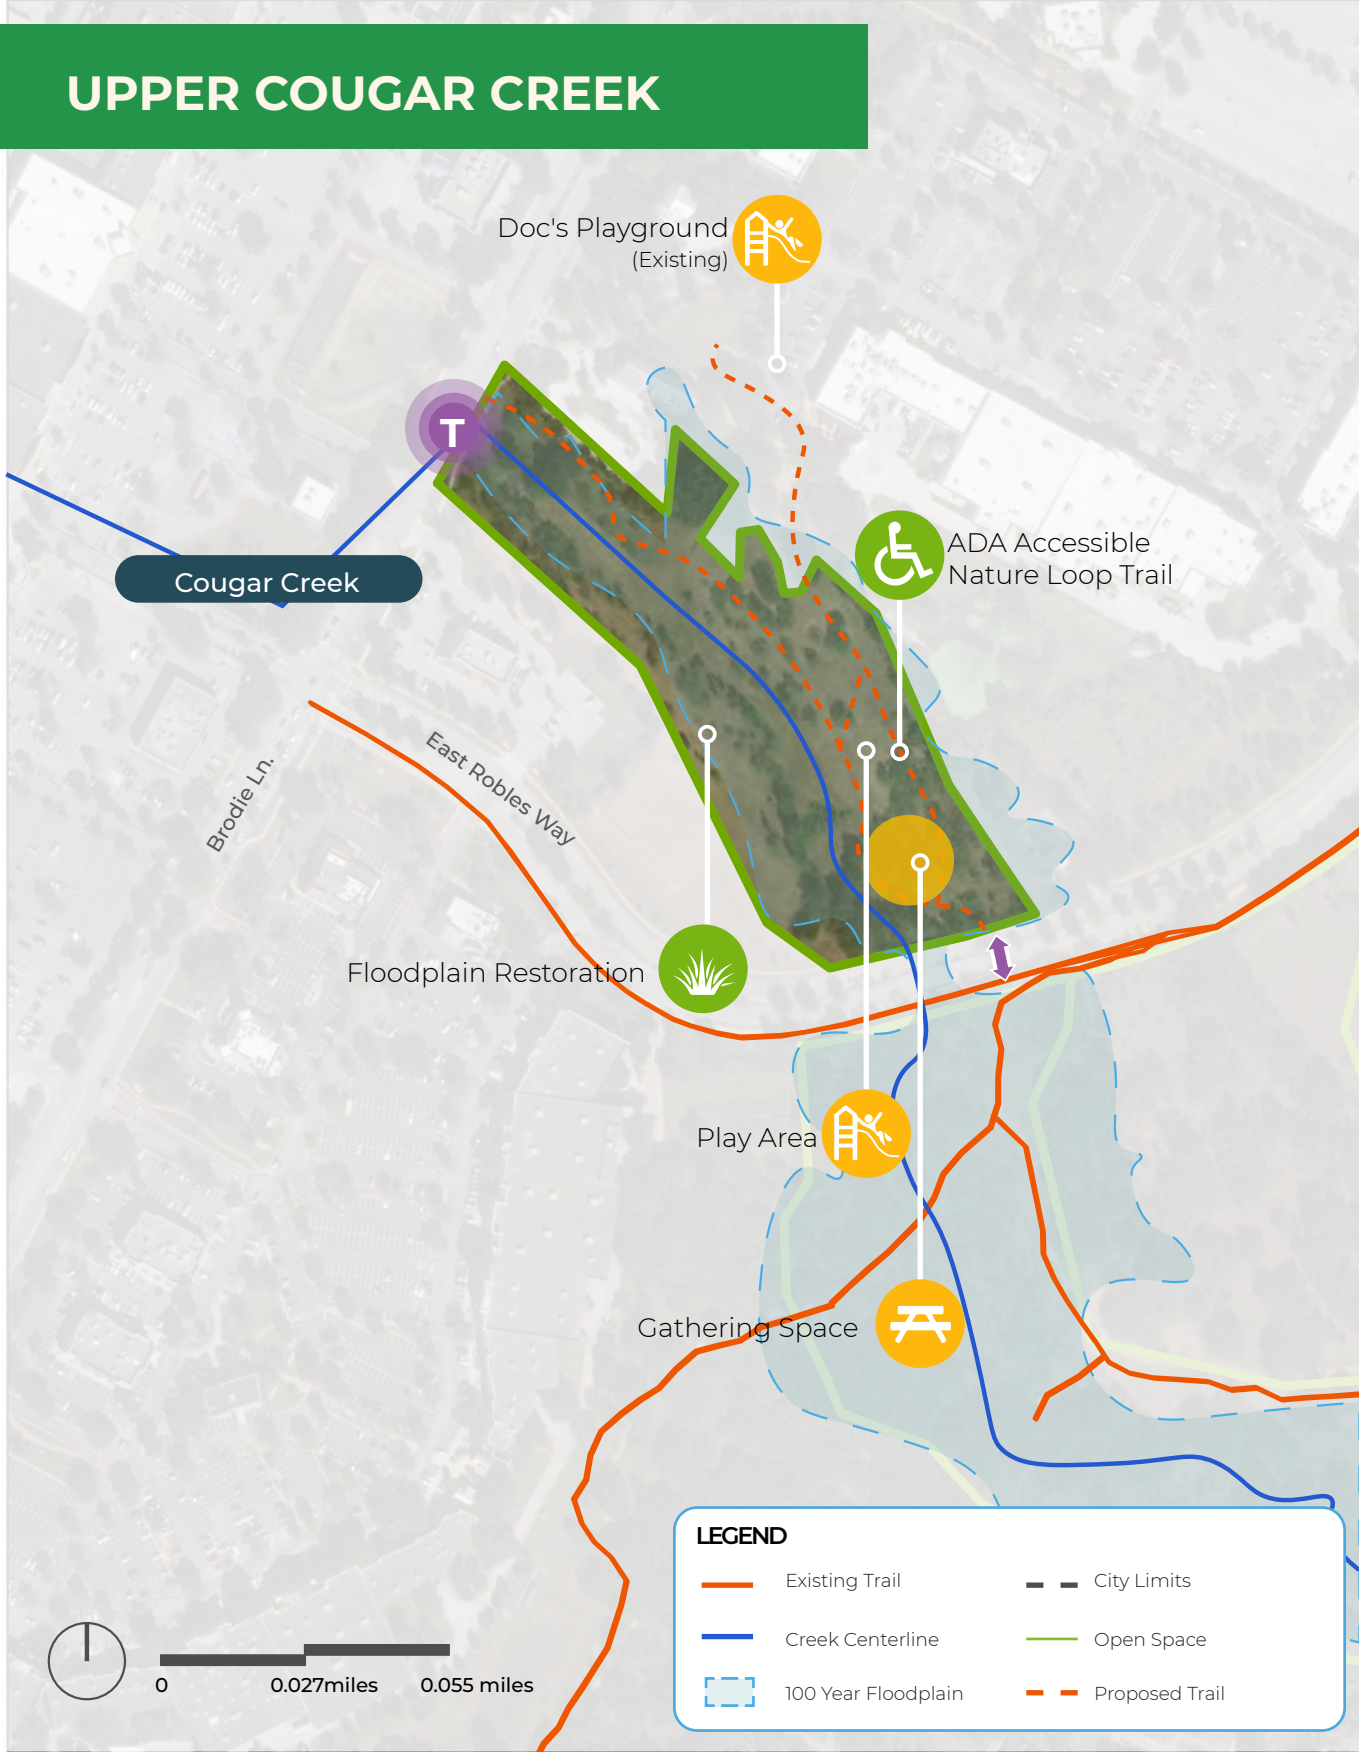 UPPER COUGAR CREEK
Doc's Playground
(Existing)
T
ADA Accessible
Nature Loop Trail
Cougar Creek
East Robles Way
Brodie Ln.
Floodplain Restoration
Play Area
Gathering Space
LEGEND
Existing Trail
City Limits
Creek Centerline
Open Space
100 Year Floodplain
Proposed Trail
0
0.027miles
0.055 miles